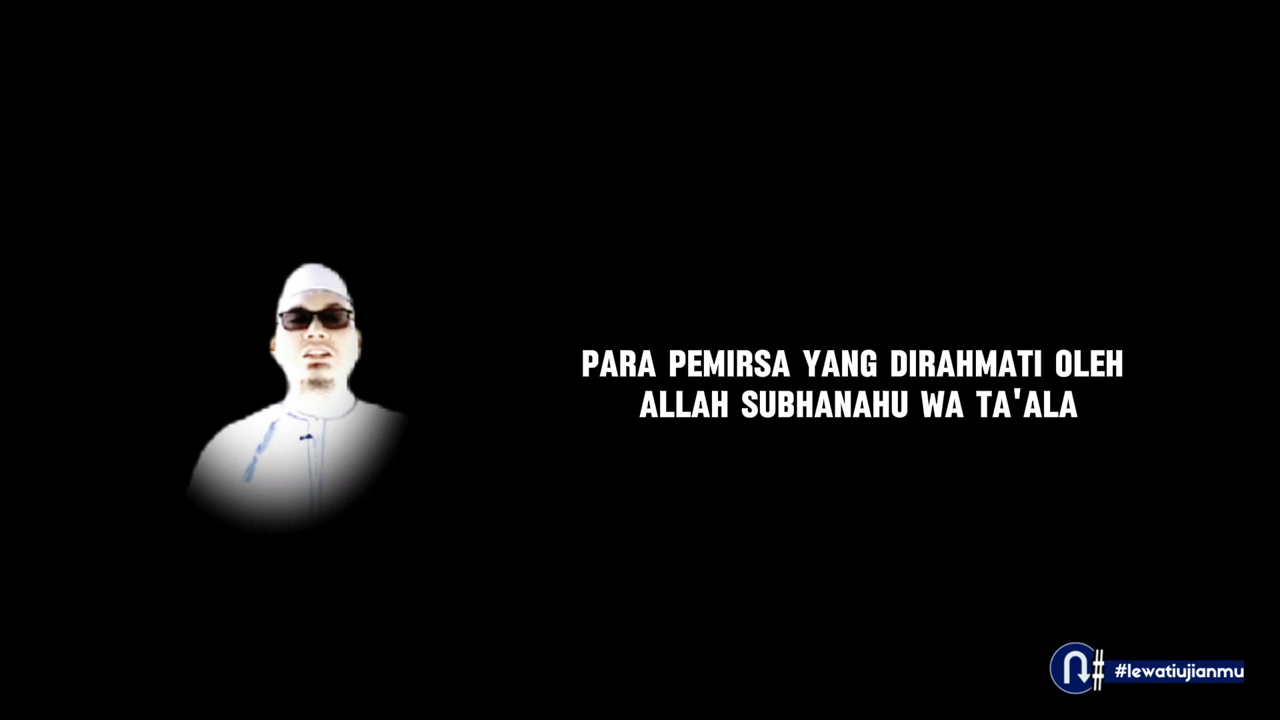 PARA PEMIRSA YANG DIRAHMATI OLEH
ALLAH SUBHANAHU WA TA'ALA
#lewatiujianmu